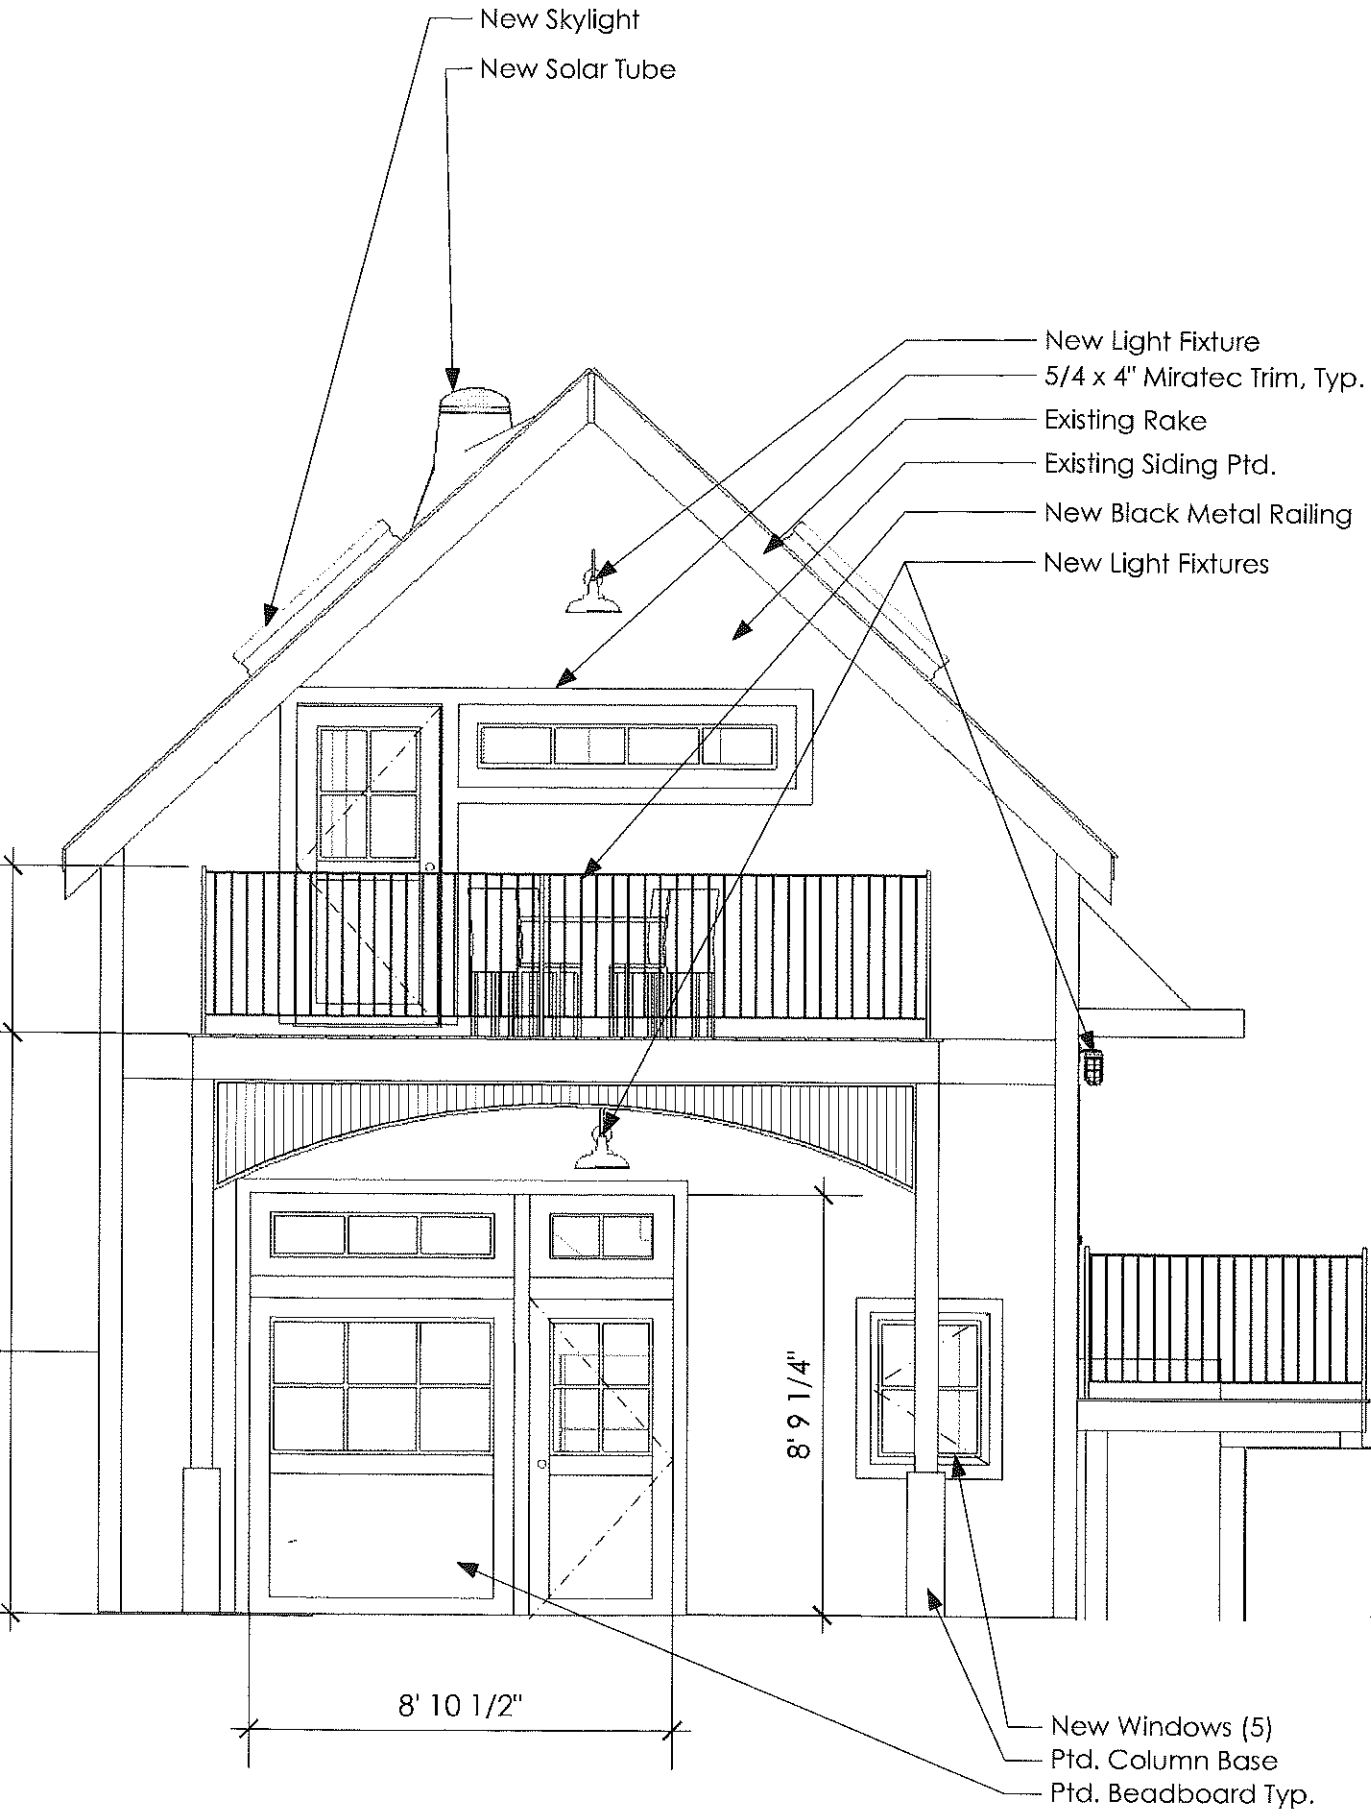 New Skylight
New Solar Tube
New Light Fixture
5/4 x 4" Miratec Trim, Typ.
Existing Rake
Existing Siding Ptd.
New Black Metal Railing
New Light Fixtures
8' 9 1/4"
8' 10 1/2"
New Windows (5)
Ptd. Column Base
Ptd. Beadboard Typ.